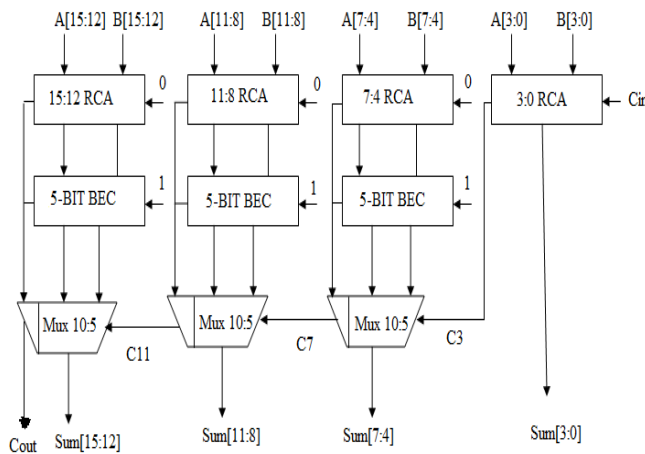 A[15:12] B[15:12] A[11:8] B[11:8] A[7:4] B[7:4] A[3:0] B[3:0]
0 0 0
15:12 RCA 11:8 RCA 7:4 RCA 3:0 RCA Cin
1 1 1
5-BIT BEC 5-BIT BEC 5-BIT BEC
Mux 10:5 Mux 10:5 Mux 10:5
C11 C7 C3
Cout Sum[15:12] Sum[11:8] Sum[7:4] Sum[3:0]